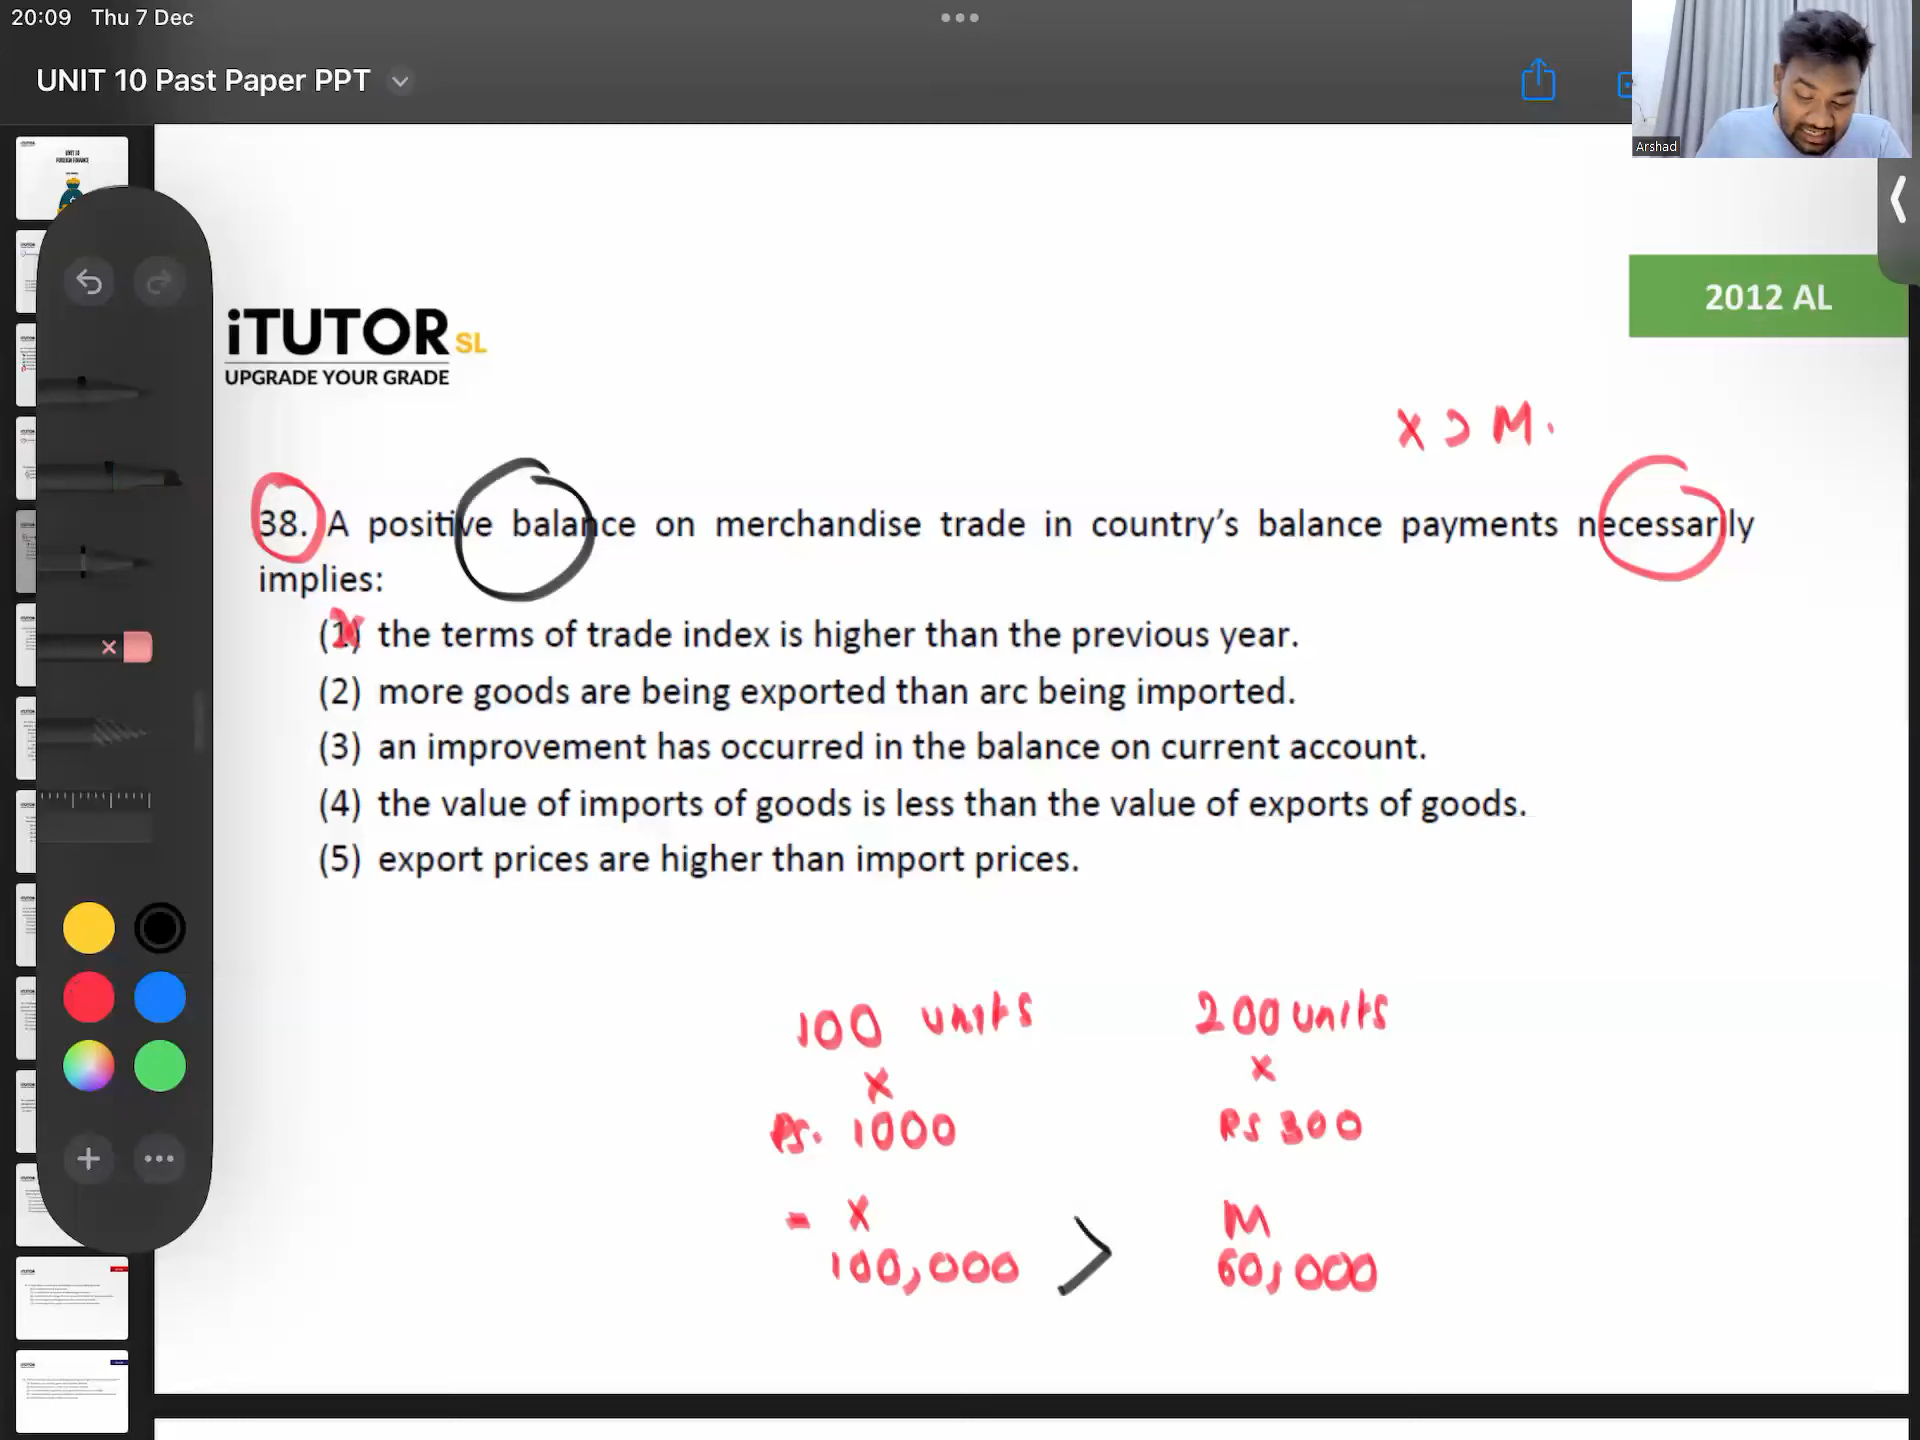 20:09 Thu 7 Dec
UNIT 10 Past Paper PPT
Arshad
iTUTOR SL
UPGRADE YOUR GRADE
2012 AL
X > M.
38. A positive balance on merchandise trade in country's balance payments necessarily
implies:
(1) the terms of trade index is higher than the previous year.
(2) more goods are being exported than arc being imported.
(3) an improvement has occurred in the balance on current account.
(4) the value of imports of goods is less than the value of exports of goods.
(5) export prices are higher than import prices.
100 units 200 units
x x
Rs. 1000 Rs 300
= X M
100,000 > 60,000